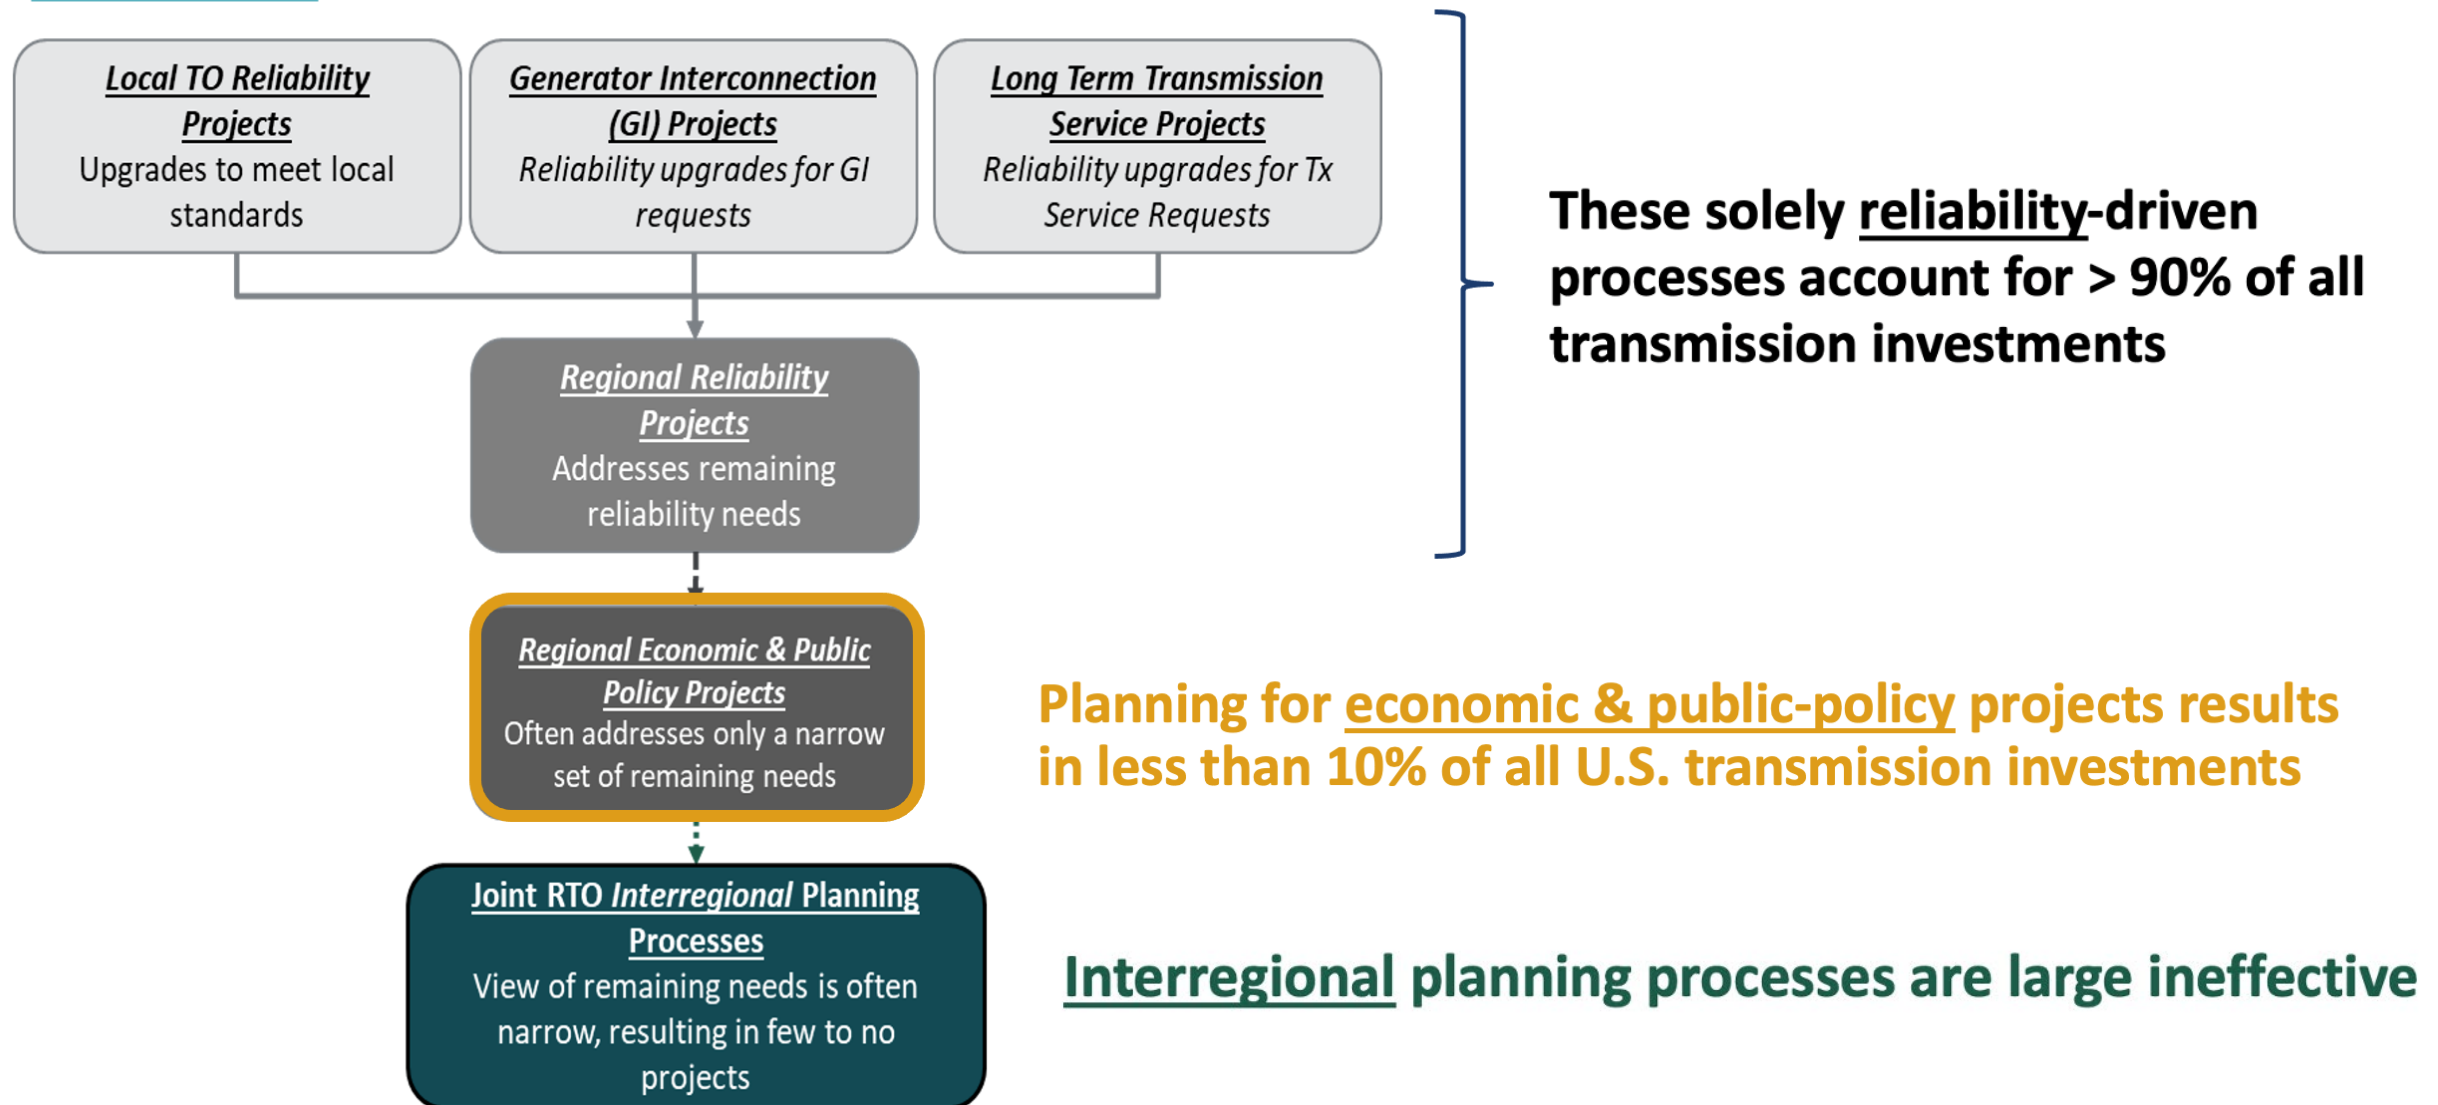 Local TO Reliability
Projects
Upgrades to meet local
standards
Generator Interconnection
(GI) Projects
Reliability upgrades for GI
requests
Long Term Transmission
Service Projects
Reliability upgrades for Tx
Service Requests
These solely reliability-driven
processes account for > 90% of all
transmission investments
Regional Reliability
Projects
Addresses remaining
reliability needs
Regional Economic & Public
Policy Projects
Often addresses only a narrow
set of remaining needs
Planning for economic & public-policy projects results
in less than 10% of all U.S. transmission investments
Joint RTO Interregional Planning
Processes
View of remaining needs is often
narrow, resulting in few to no
projects
Interregional planning processes are large ineffective